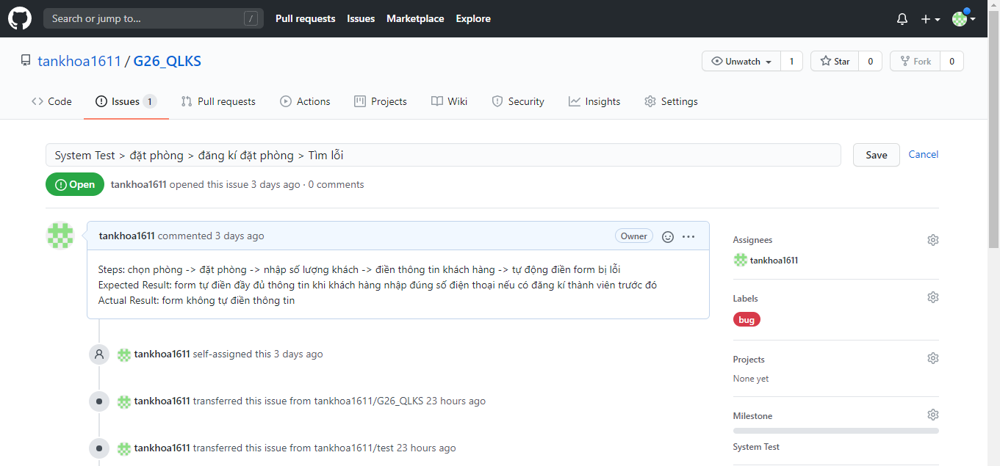 Search or jump to... /
Pull requests Issues Marketplace Explore
tankhoa1611 / G26_QLKS
Unwatch 1 Star 0 Fork 0
Code Issues 1 Pull requests Actions Projects Wiki Security Insights Settings
System Test > đặt phòng > đăng kí đặt phòng > Tìm lỗi
Save Cancel
Open tankhoa1611 opened this issue 3 days ago · 0 comments
tankhoa1611 commented 3 days ago Owner
Steps: chọn phòng -> đặt phòng -> nhập số lượng khách -> điền thông tin khách hàng -> tự động điền form bị lỗi
Expected Result: form tự điền đầy đủ thông tin khi khách hàng nhập đúng số điện thoại nếu có đăng kí thành viên trước đó
Actual Result: form không tự điền thông tin
tankhoa1611 self-assigned this 3 days ago
tankhoa1611 transferred this issue from tankhoa1611/G26_QLKS 23 hours ago
tankhoa1611 transferred this issue from tankhoa1611/test 23 hours ago
Assignees
tankhoa1611
Labels
bug
Projects
None yet
Milestone
System Test